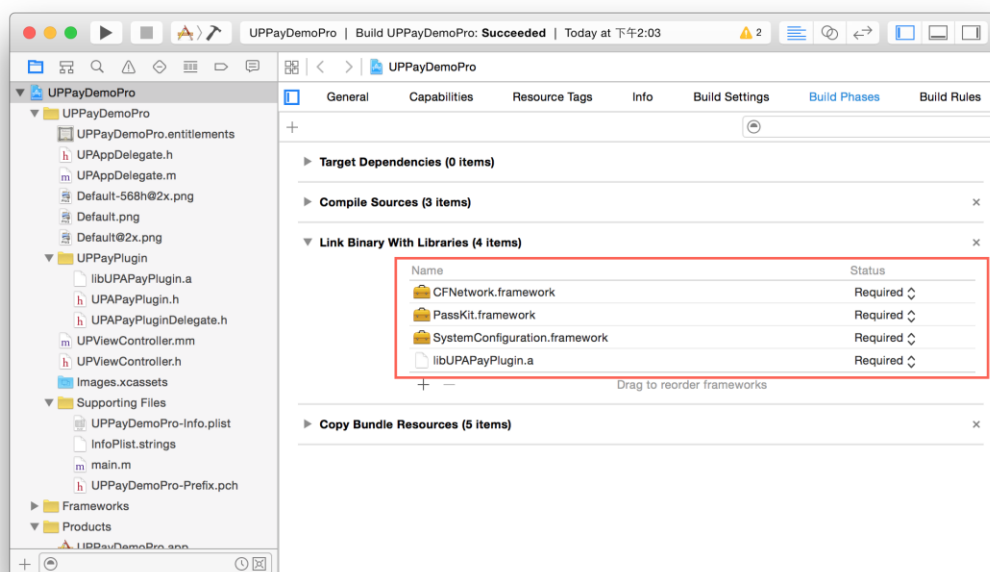 UPPayDemoPro | Build UPPayDemoPro: Succeeded | Today at 下午2:03
2
UPPayDemoPro
UPPayDemoPro
UPPayDemoPro
UPPayDemoPro.entitlements
UPAppDelegate.h
UPAppDelegate.m
Default-568h@2x.png
Default.png
Default@2x.png
UPPayPlugin
libUPAPayPlugin.a
UPAPayPlugin.h
UPAPayPluginDelegate.h
UPViewController.mm
UPViewController.h
Images.xcassets
Supporting Files
UPPayDemoPro-Info.plist
InfoPlist.strings
main.m
UPPayDemoPro-Prefix.pch
Frameworks
Products
UPPayDemoPro.app
General Capabilities Resource Tags Info Build Settings Build Phases Build Rules
Target Dependencies (0 items)
Compile Sources (3 items)
Link Binary With Libraries (4 items)
Name Status
CFNetwork.framework Required
PassKit.framework Required
SystemConfiguration.framework Required
libUPAPayPlugin.a Required
Drag to reorder frameworks
Copy Bundle Resources (5 items)